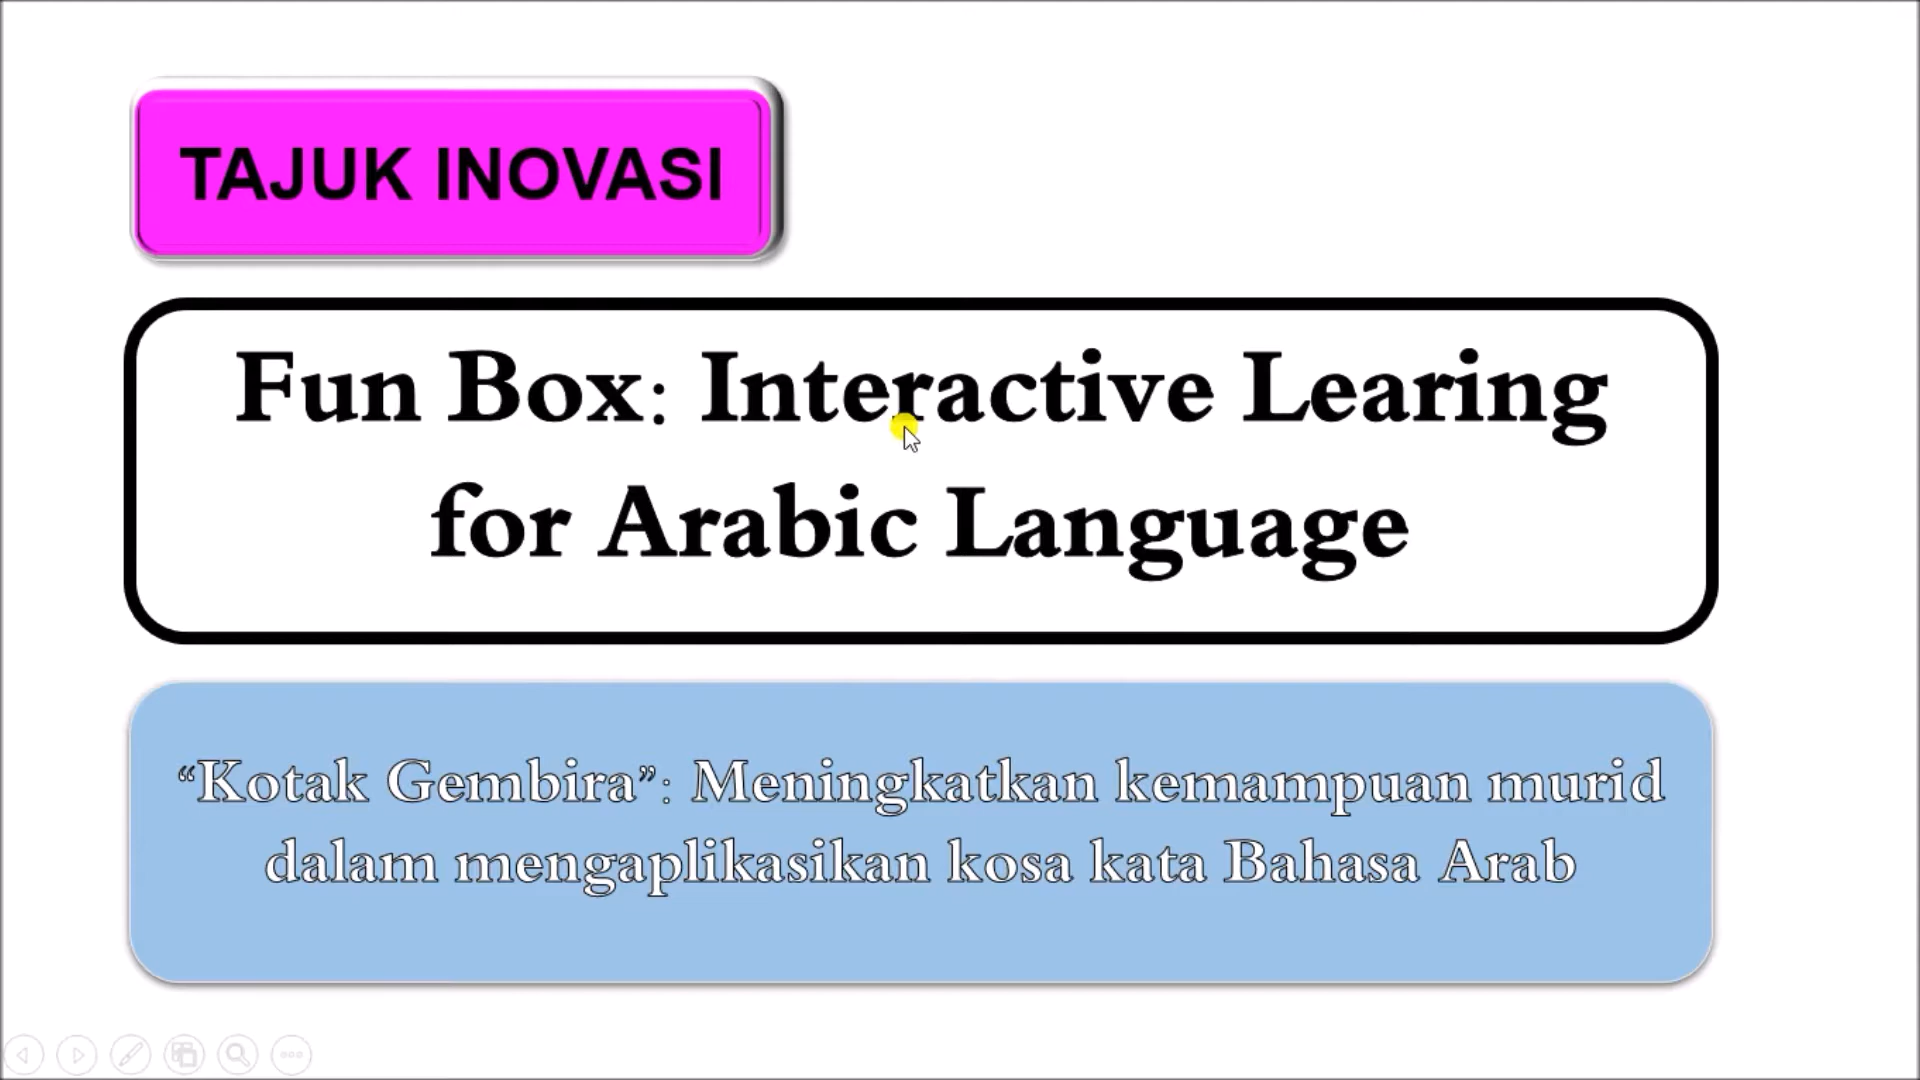 TAJUK INOVASI
Fun Box: Interactive Learing
for Arabic Language
“Kotak Gembira”: Meningkatkan kemampuan murid
dalam mengaplikasikan kosa kata Bahasa Arab